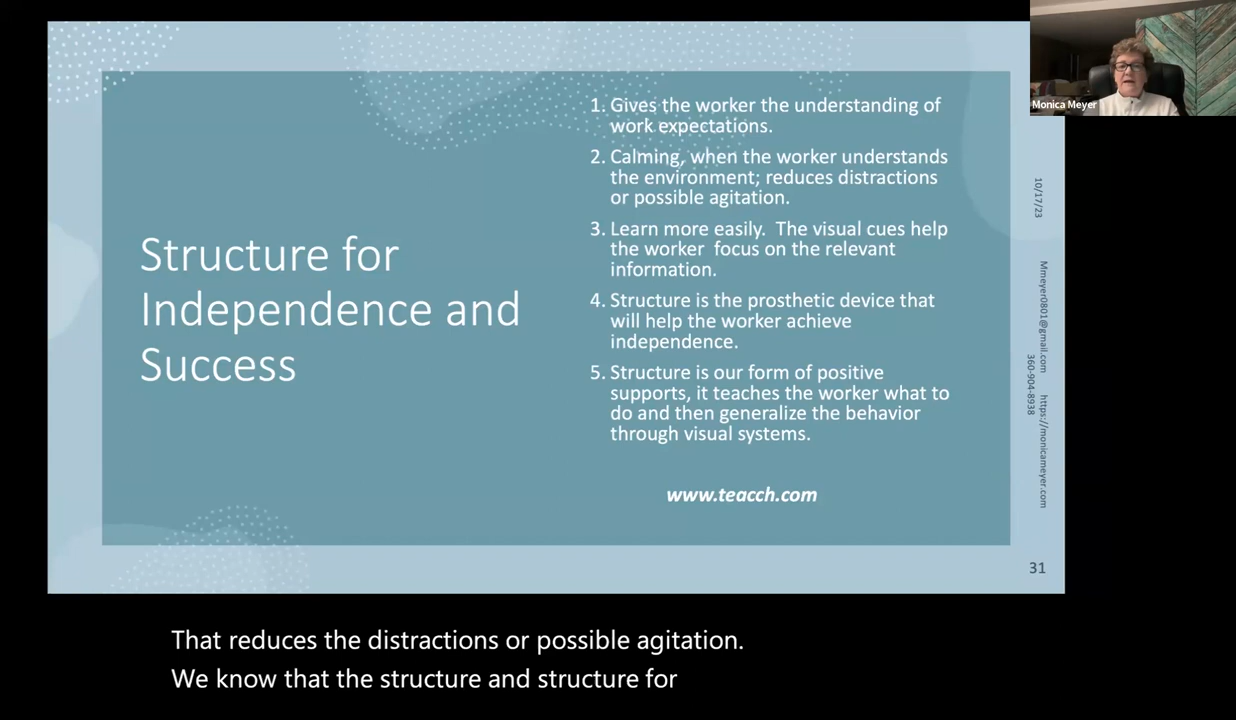 Structure for
Independence and
Success
1. Gives the worker the understanding of
work expectations.
2. Calming, when the worker understands
the environment; reduces distractions
or possible agitation.
3. Learn more easily.  The visual cues help
the worker  focus on the relevant
information.
4. Structure is the prosthetic device that
will help the worker achieve
independence.
5. Structure is our form of positive
supports, it teaches the worker what to
do and then generalize the behavior
through visual systems.
www.teacch.com
Monica Meyer
10/17/23
Mmeyer0801@gmail.com https://monicameyer.com
360-904-8938
31
That reduces the distractions or possible agitation.
We know that the structure and structure for